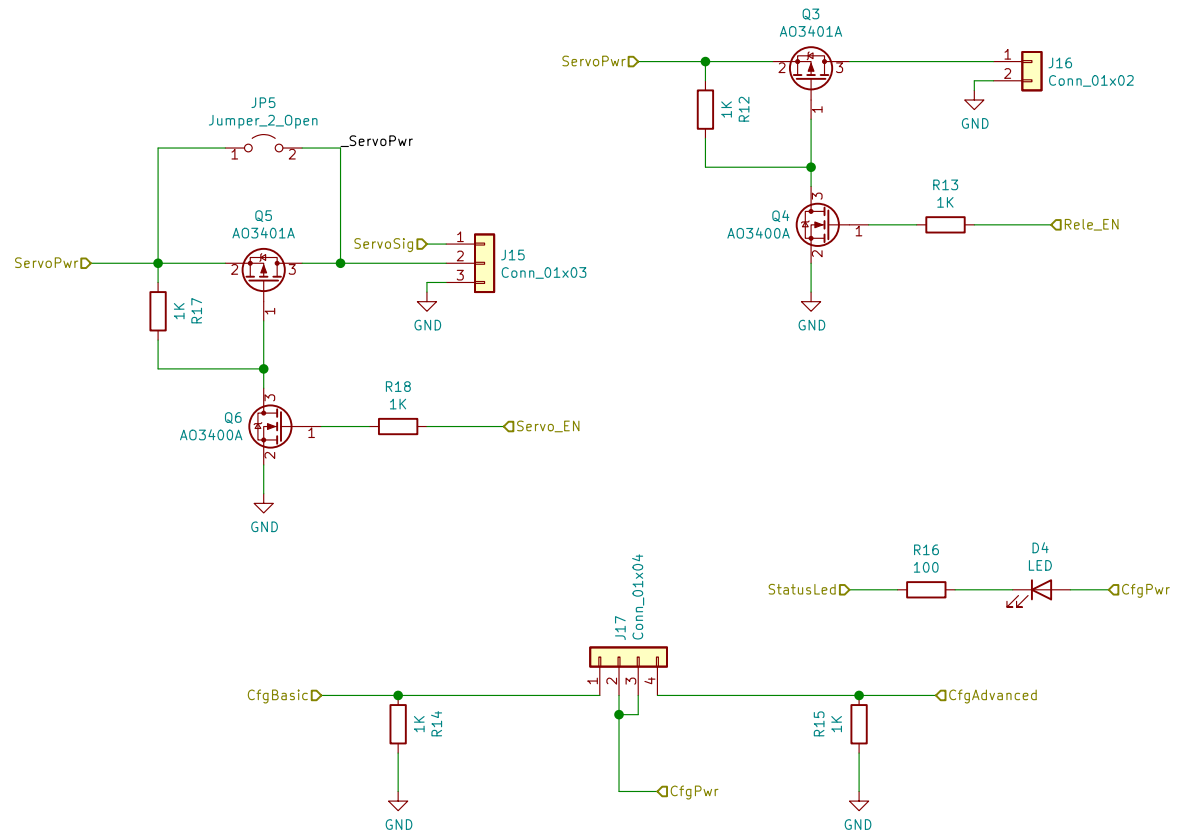 Q3
AO3401A
ServoPwr
2
3
1
1
2
J16
Conn_01x02
GND
1K
R12
JP5
Jumper_2_Open
1
2
_ServoPwr
R13
1K
Rele_EN
3
Q4
AO3400A
1
2
GND
Q5
AO3401A
ServoPwr
2
3
1
ServoSig
1
2
3
J15
Conn_01x03
GND
1K
R17
R18
1K
Servo_EN
3
Q6
AO3400A
1
2
GND
R16
100
StatusLed
D4
LED
CfgPwr
J17
Conn_01x04
1
2
3
4
CfgBasic
1K
R14
GND
CfgPwr
CfgAdvanced
R15
1K
GND